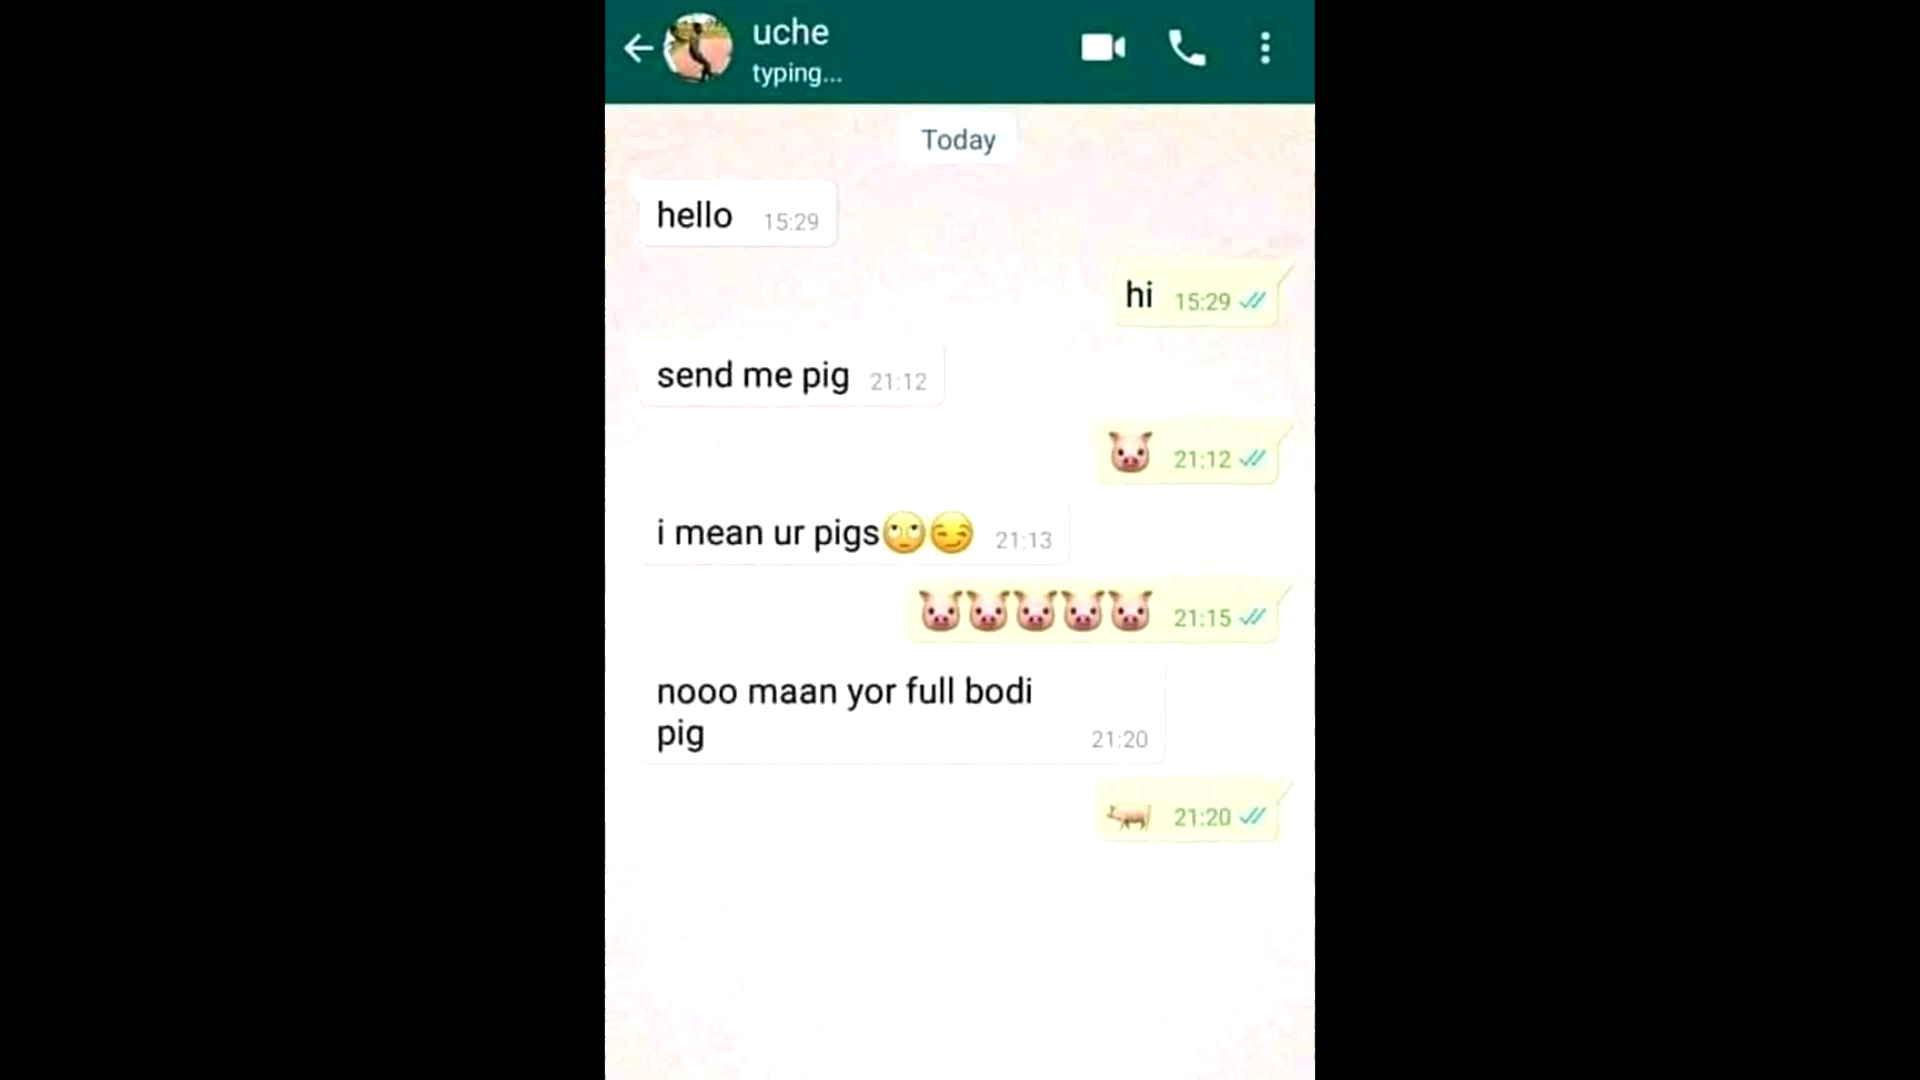 uche
typing...
Today
hello 15:29
hi 15:29
send me pig 21:12
🐷 21:12
i mean ur pigs🙄😏 21:13
🐷🐷🐷🐷🐷 21:15
nooo maan yor full bodi
pig 21:20
🐖 21:20